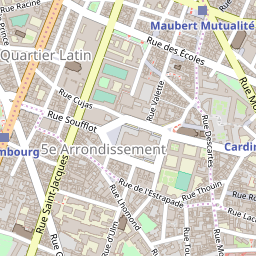 Rue Racine
Maubert Mutualité
Rue des Écoles
Quartier Latin
Rue Cujas
Rue Valette
Rue Soufflot
5e Arrondissement
Rue Descartes
Cardin
mbourg
Rue Saint-Jacques
Rue de l'Estrapade
Rue Thouin
Rue Lhomond
Rue d'Ulm